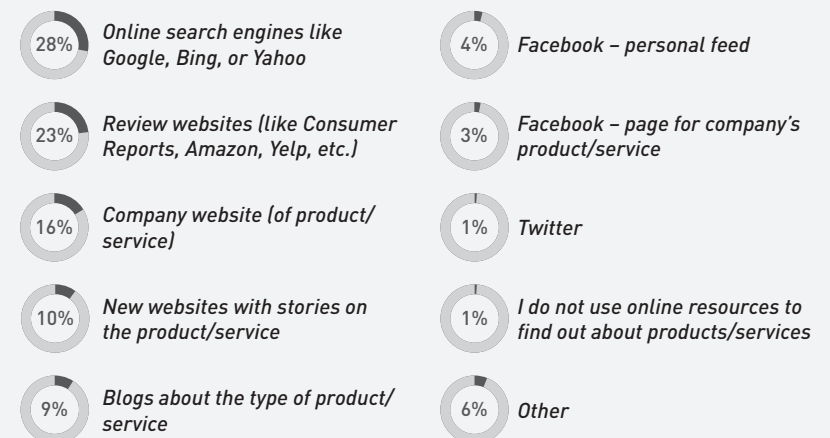 28%
Online search engines like
Google, Bing, or Yahoo
23%
Review websites (like Consumer
Reports, Amazon, Yelp, etc.)
16%
Company website (of product/
service)
10%
New websites with stories on
the product/service
9%
Blogs about the type of product/
service
4%
Facebook – personal feed
3%
Facebook – page for company's
product/service
1%
Twitter
1%
I do not use online resources to
find out about products/services
6%
Other